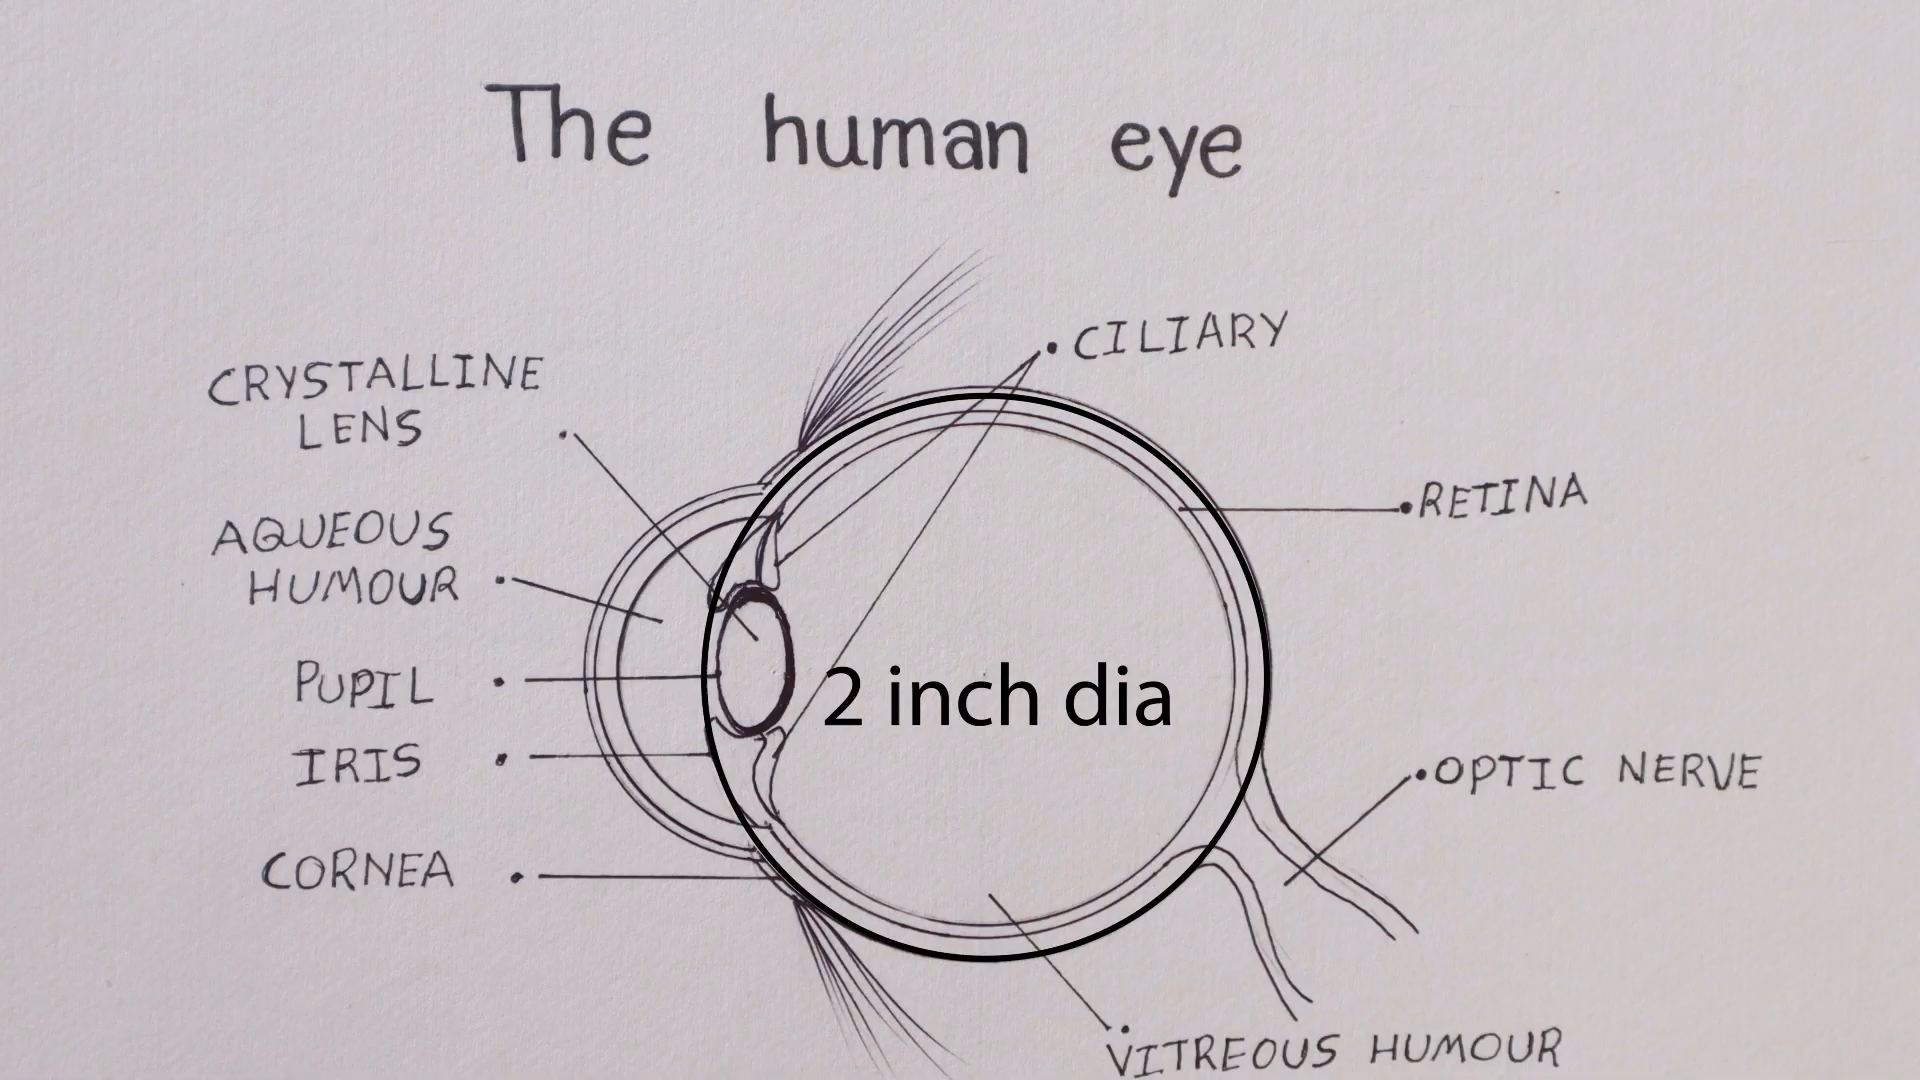 The human eye
CILIARY
CRYSTALLINE
LENS
RETINA
AQUEOUS
HUMOUR
PUPIL
2 inch dia
IRIS
OPTIC NERVE
CORNEA
VITREOUS HUMOUR